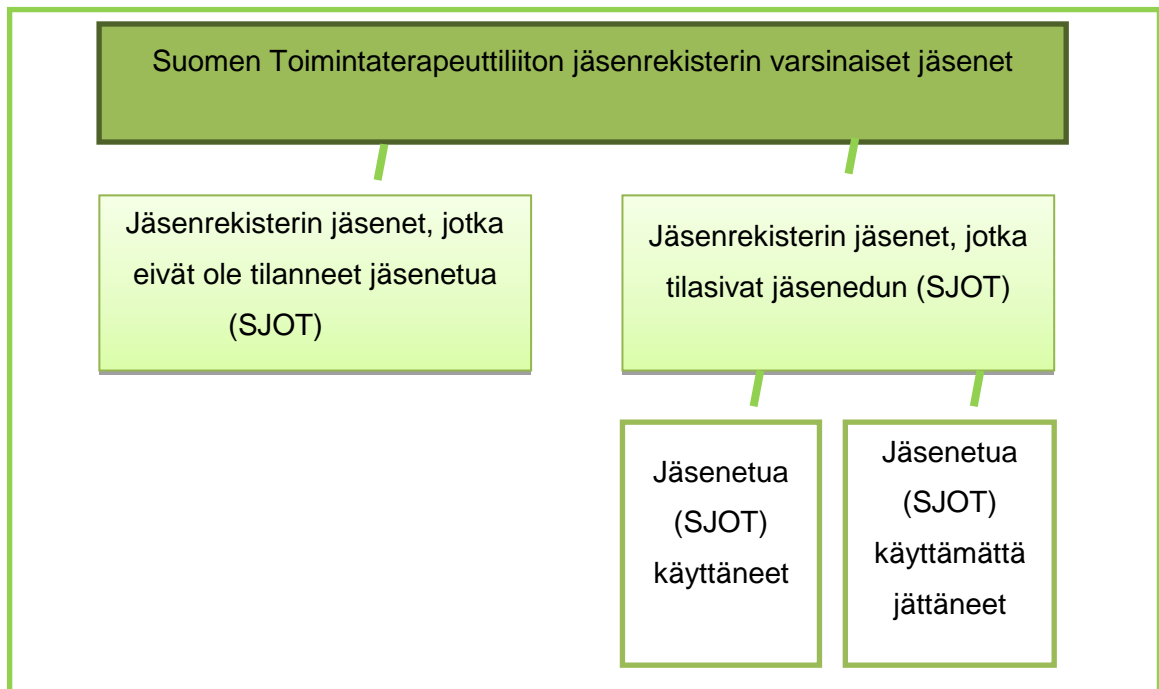 Suomen Toimintaterapeuttiliiton jäsenrekisterin varsinaiset jäsenet
Jäsenrekisterin jäsenet, jotka
eivät ole tilanneet jäsenetua
(SJOT)
Jäsenrekisterin jäsenet, jotka
tilasivat jäsenedun (SJOT)
Jäsenetua
(SJOT)
käyttäneet
Jäsenetua
(SJOT)
käyttämättä
jättäneet